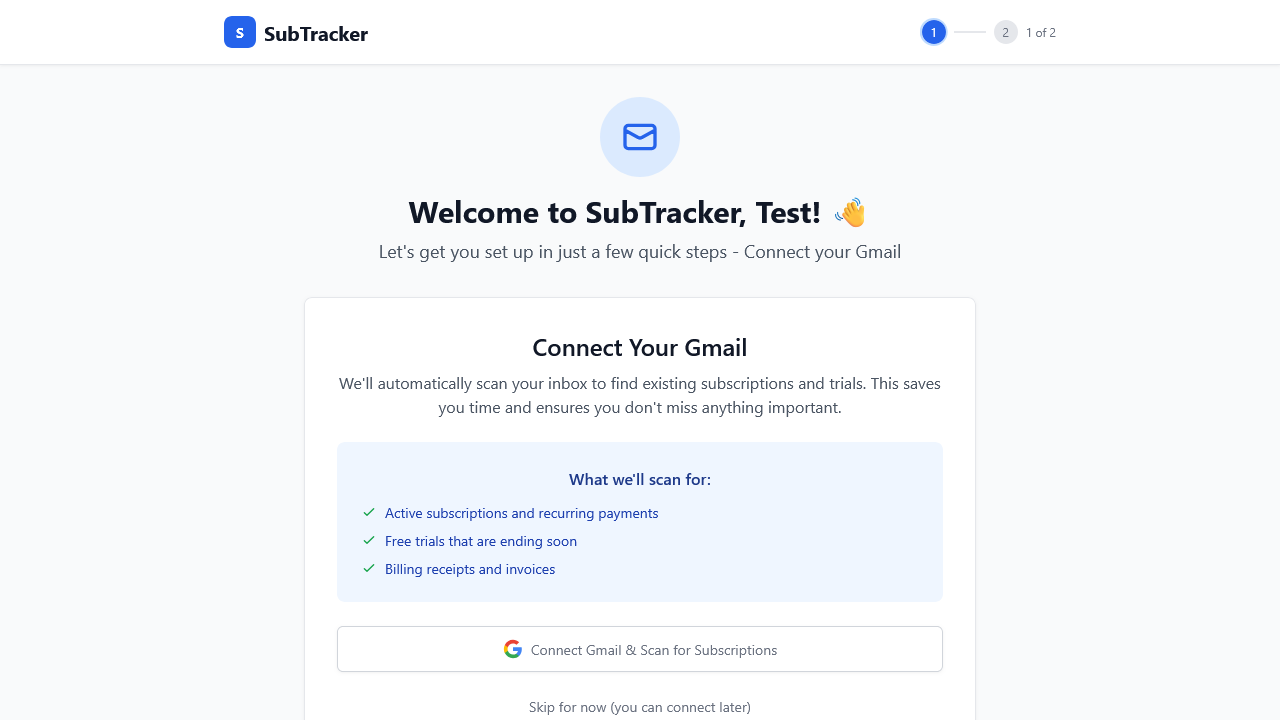 S SubTracker
1 2 1 of 2
Welcome to SubTracker, Test! 👋
Let's get you set up in just a few quick steps - Connect your Gmail
Connect Your Gmail
We'll automatically scan your inbox to find existing subscriptions and trials. This saves
you time and ensures you don't miss anything important.
What we'll scan for:
Active subscriptions and recurring payments
Free trials that are ending soon
Billing receipts and invoices
Connect Gmail & Scan for Subscriptions
Skip for now (you can connect later)